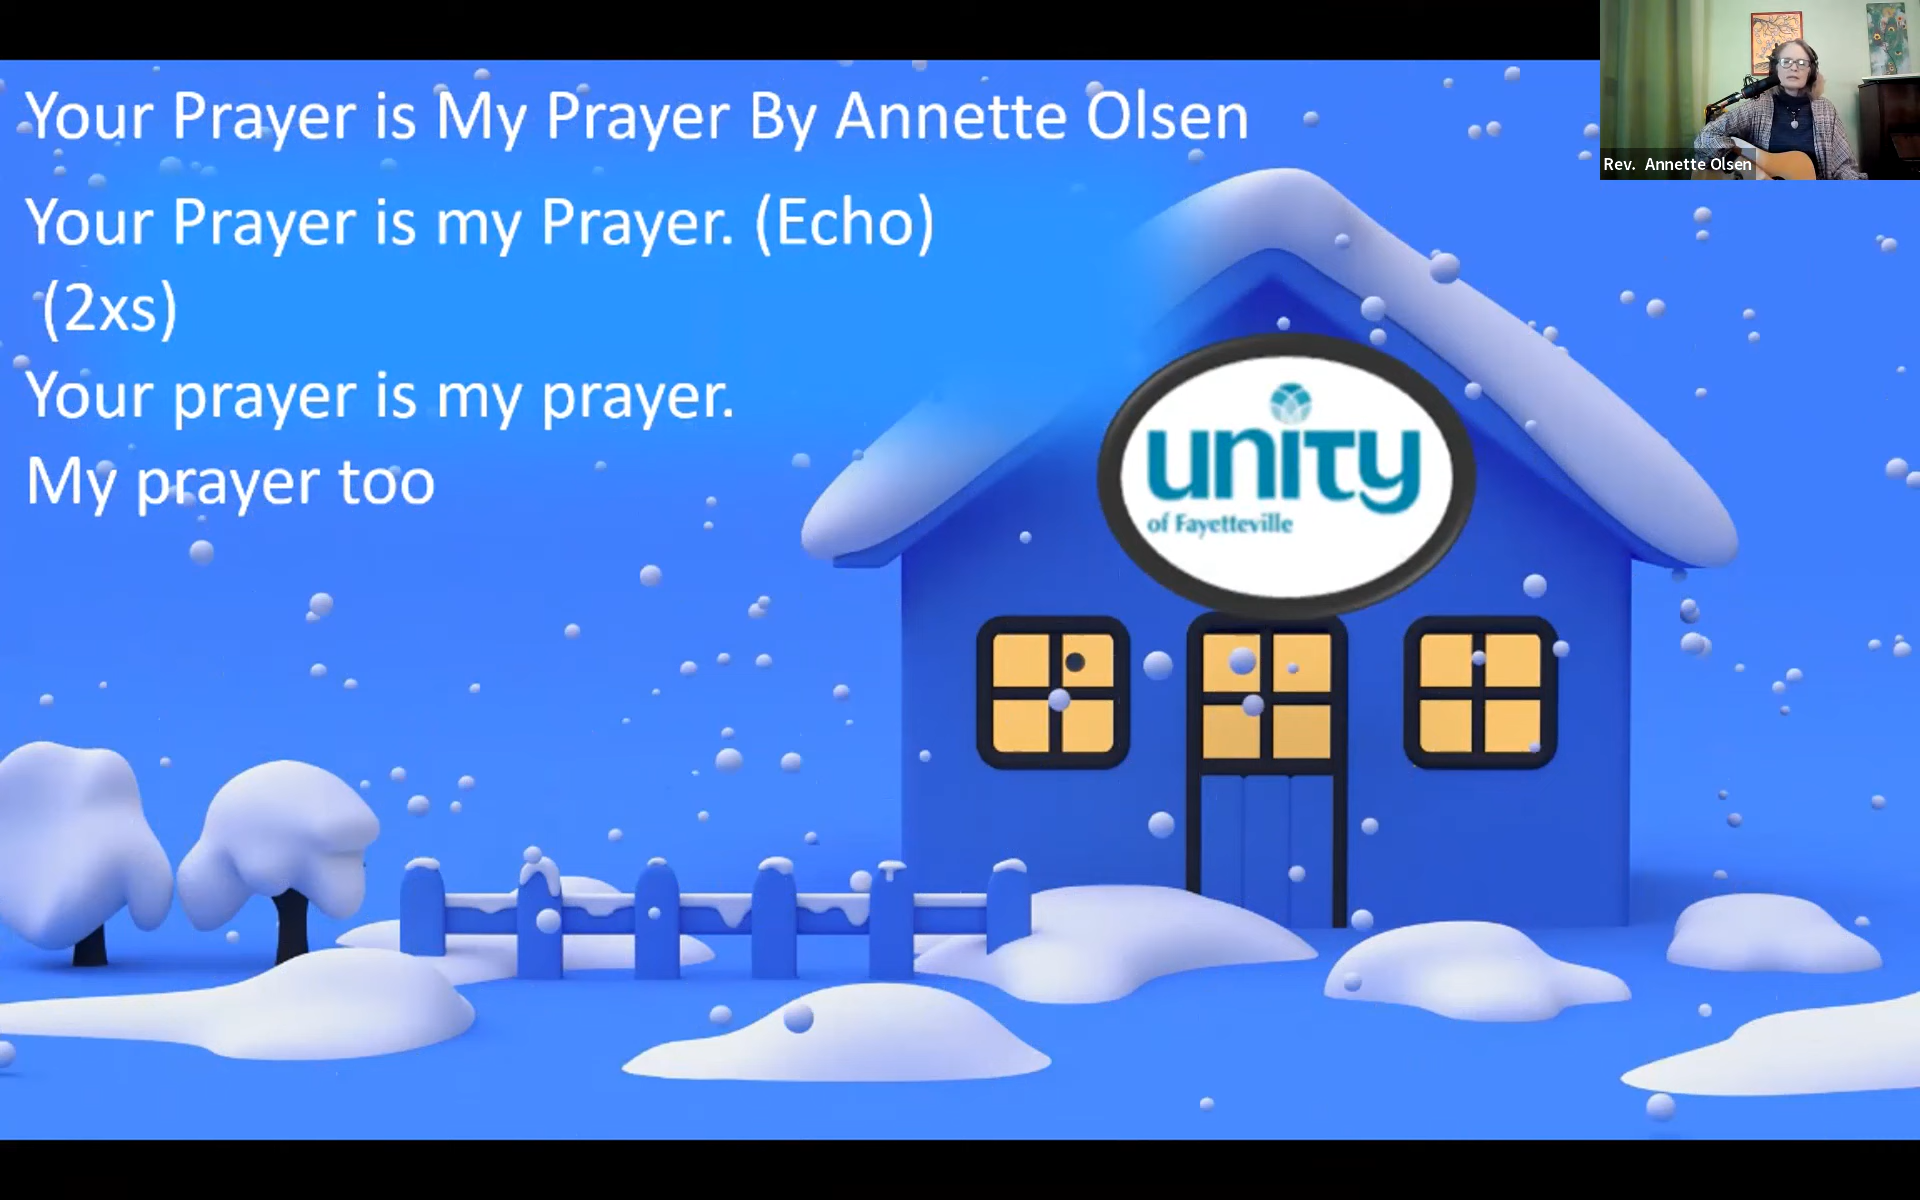 Your Prayer is My Prayer By Annette Olsen
Your Prayer is my Prayer. (Echo)
(2xs)
Your prayer is my prayer.
My prayer too
unity
of Fayetteville
Rev. Annette Olsen